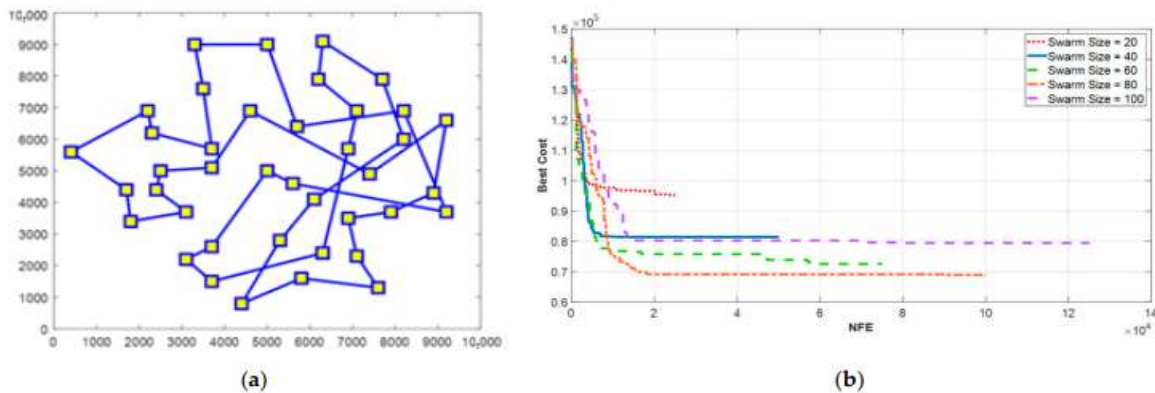 10,000
9000
8000
7000
6000
5000
4000
3000
2000
1000
0
0 1000 2000 3000 4000 5000 6000 7000 8000 9000 10,000
(a)
×10⁵
1.5
1.4
1.3
1.2
1.1
1
0.9
0.8
0.7
0.6
Best Cost
Swarm Size = 20
Swarm Size = 40
Swarm Size = 60
Swarm Size = 80
Swarm Size = 100
0 2 4 6 8 10 12 14
NFE
×10⁴
(b)